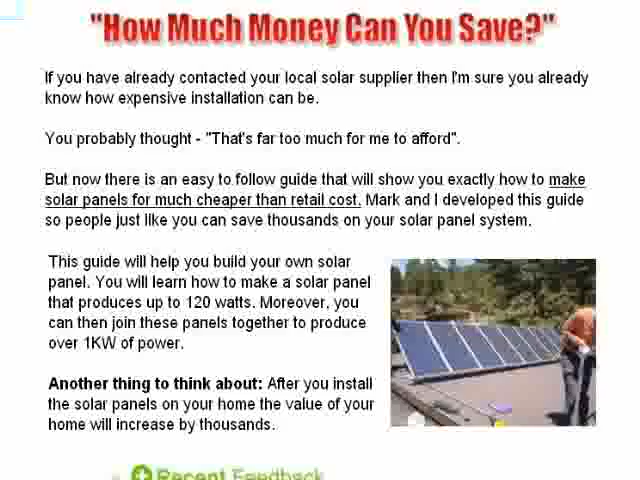 "How Much Money Can You Save?"
If you have already contacted your local solar supplier then I'm sure you already
know how expensive installation can be.
You probably thought - "That's far too much for me to afford".
But now there is an easy to follow guide that will show you exactly how to make
solar panels for much cheaper than retail cost. Mark and I developed this guide
so people just like you can save thousands on your solar panel system.
This guide will help you build your own solar
panel. You will learn how to make a solar panel
that produces up to 120 watts. Moreover, you
can then join these panels together to produce
over 1KW of power.
Another thing to think about: After you install
the solar panels on your home the value of your
home will increase by thousands.
Recent Feedback